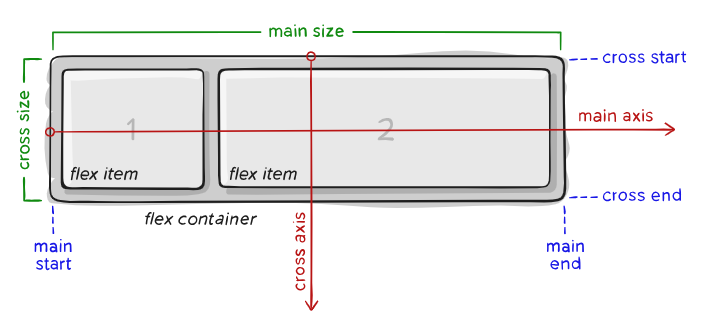 main size
cross start
cross size
1
2
main axis
flex item
flex item
cross end
flex container
cross axis
main
start
main
end